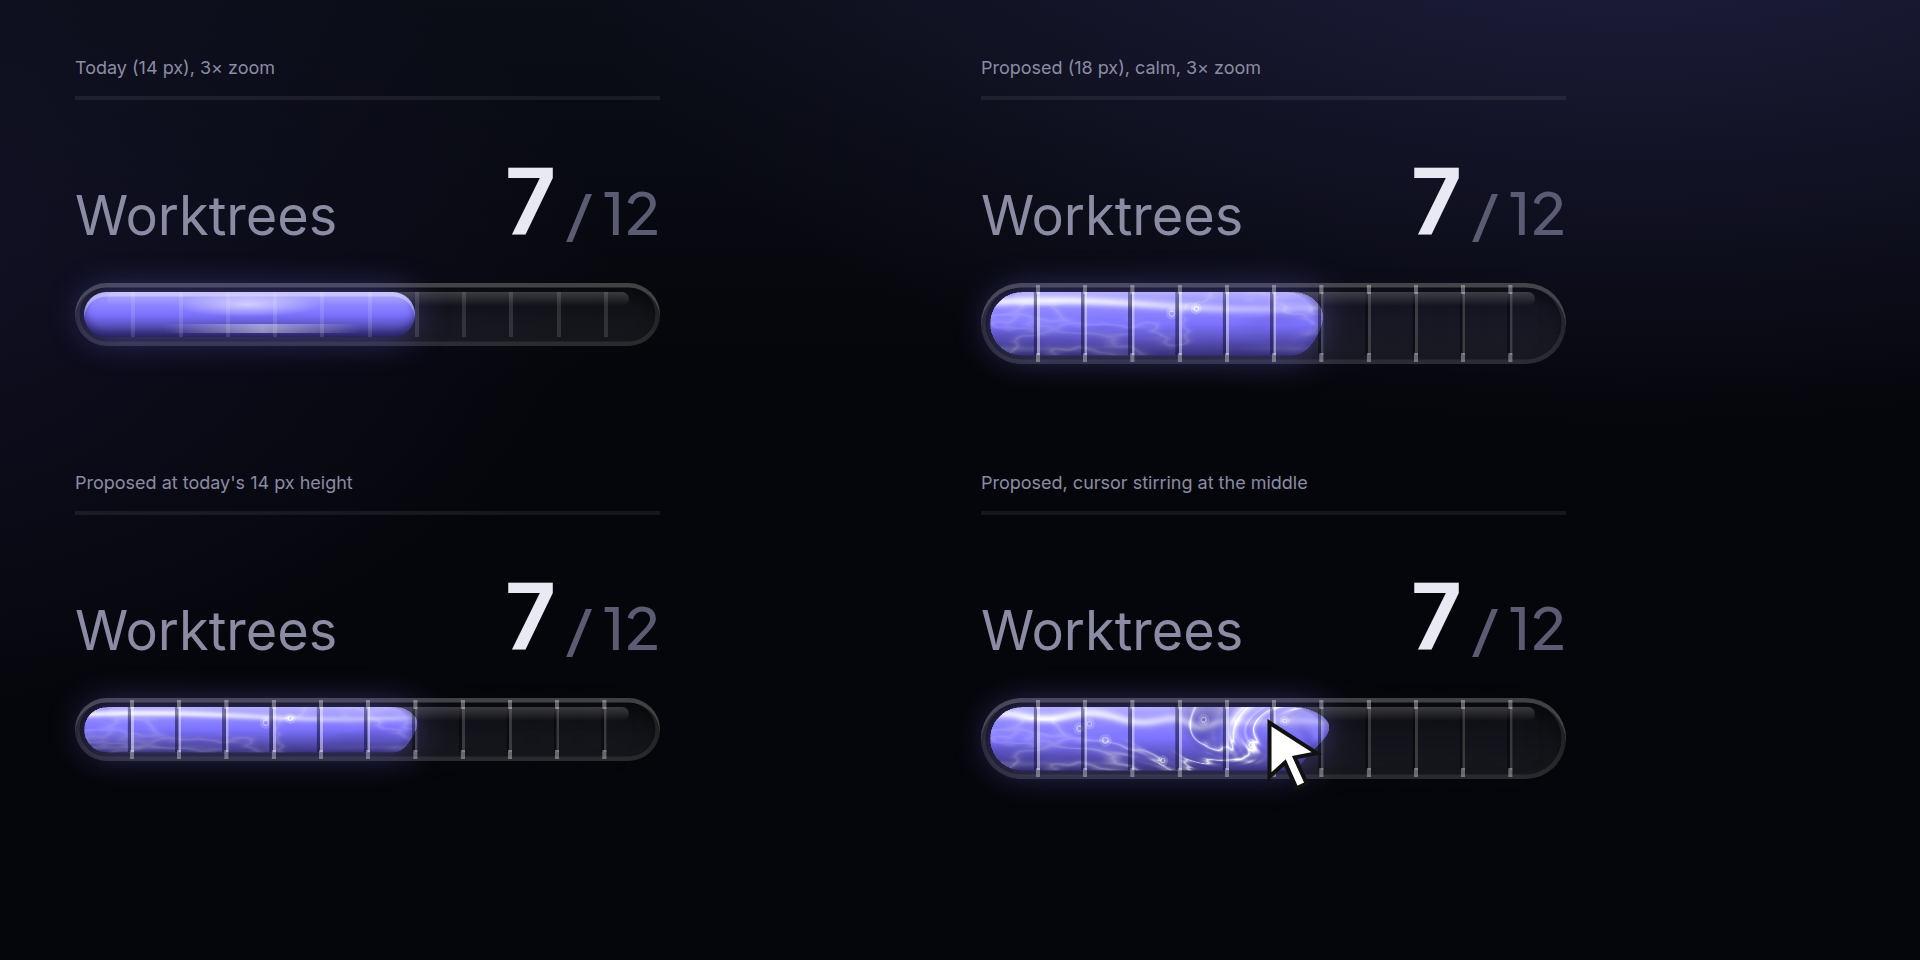 Today (14 px), 3× zoom
Worktrees 7 / 12
Proposed (18 px), calm, 3× zoom
Worktrees 7 / 12
Proposed at today's 14 px height
Worktrees 7 / 12
Proposed, cursor stirring at the middle
Worktrees 7 / 12